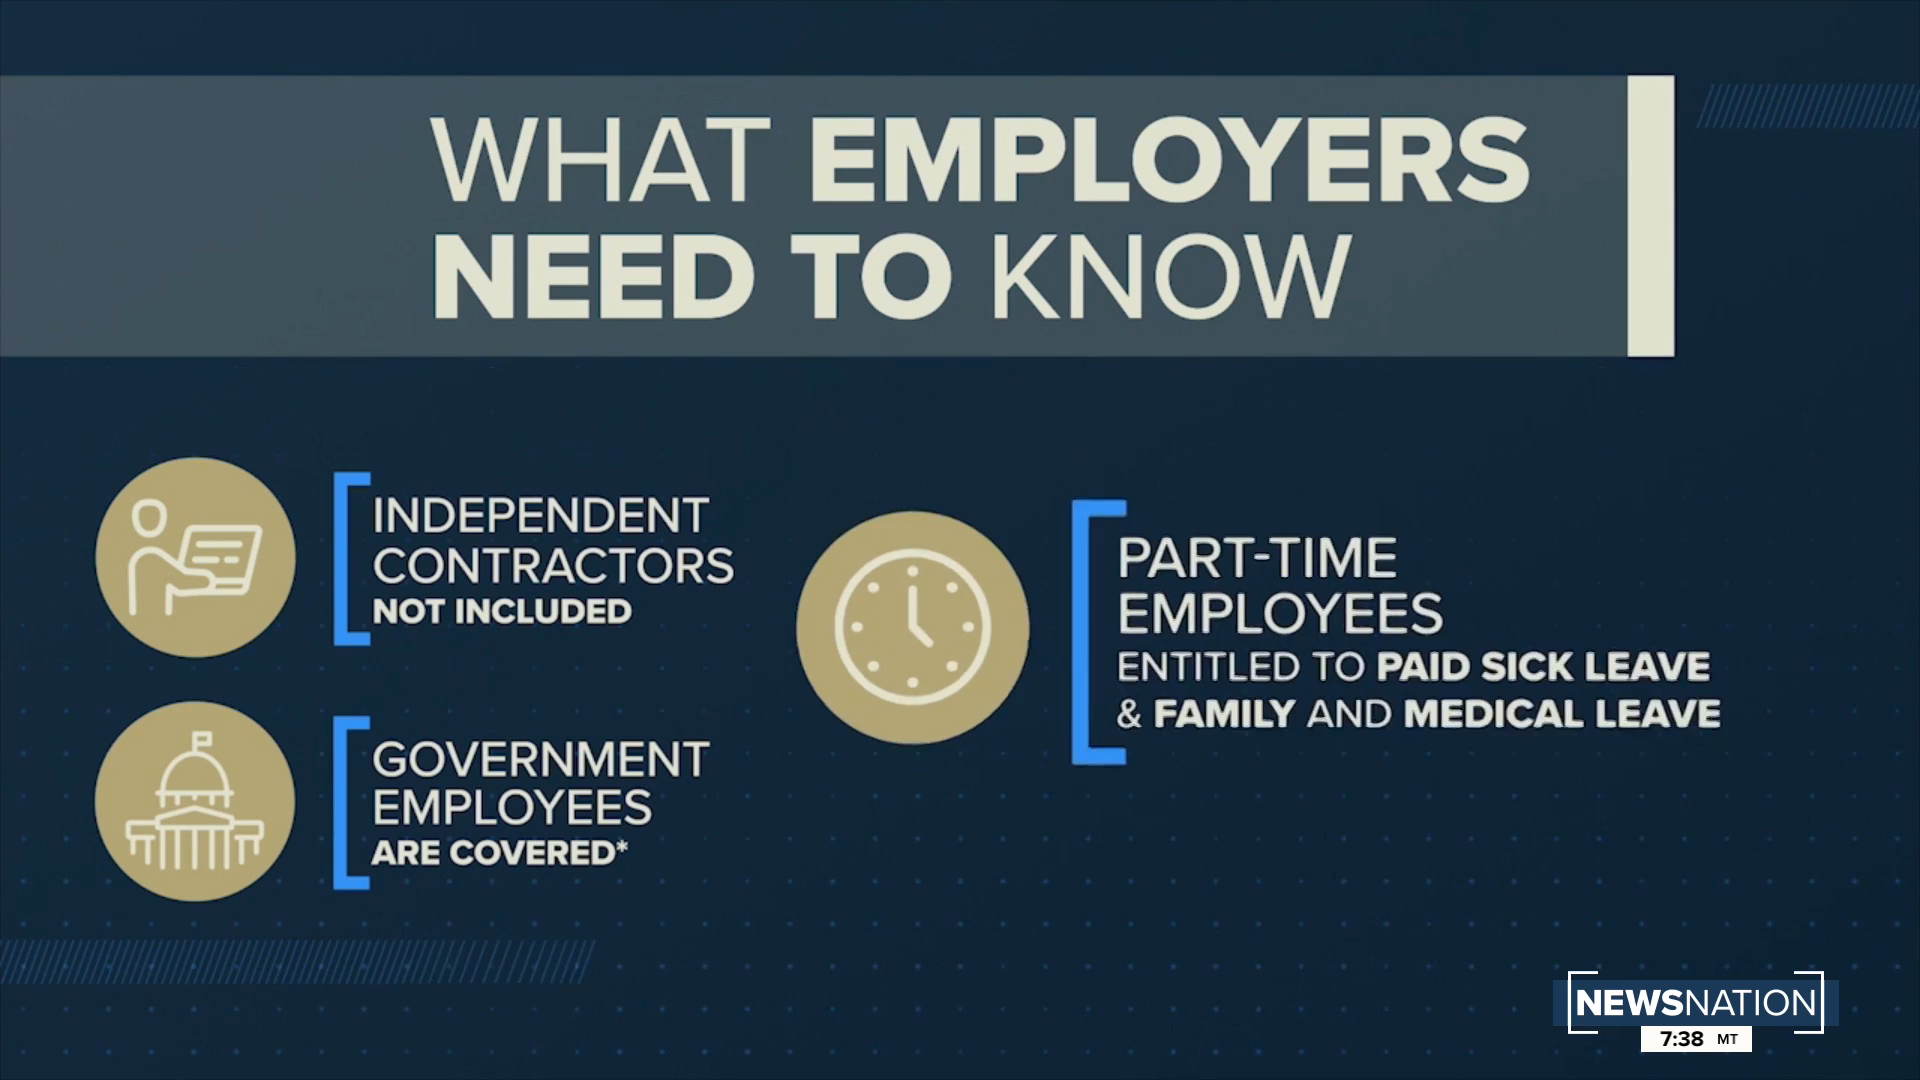 WHAT EMPLOYERS
NEED TO KNOW
INDEPENDENT
CONTRACTORS
NOT INCLUDED
GOVERNMENT
EMPLOYEES
ARE COVERED*
PART-TIME
EMPLOYEES
ENTITLED TO PAID SICK LEAVE
& FAMILY AND MEDICAL LEAVE
NEWSNATION
7:38 MT